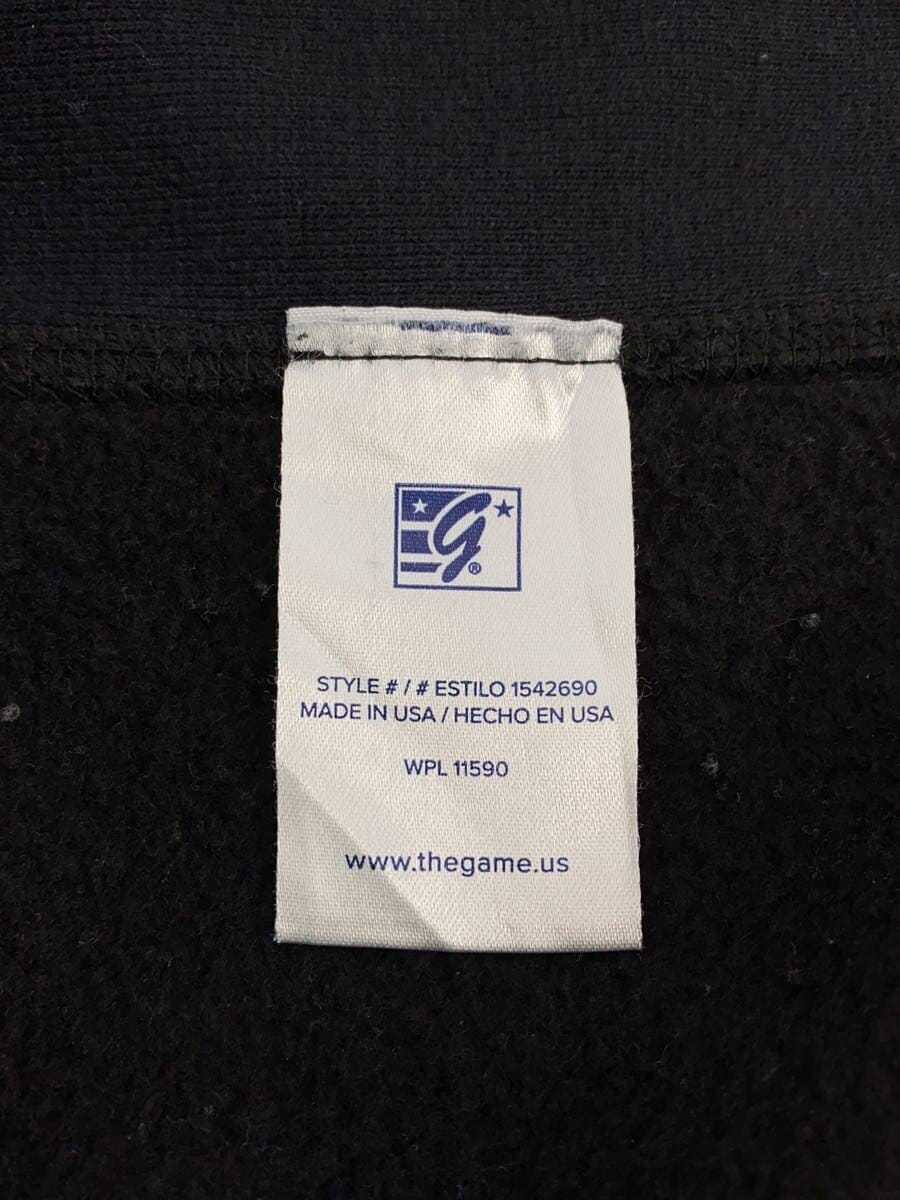 g®
STYLE # / # ESTILO 1542690
MADE IN USA / HECHO EN USA
WPL 11590
www.thegame.us